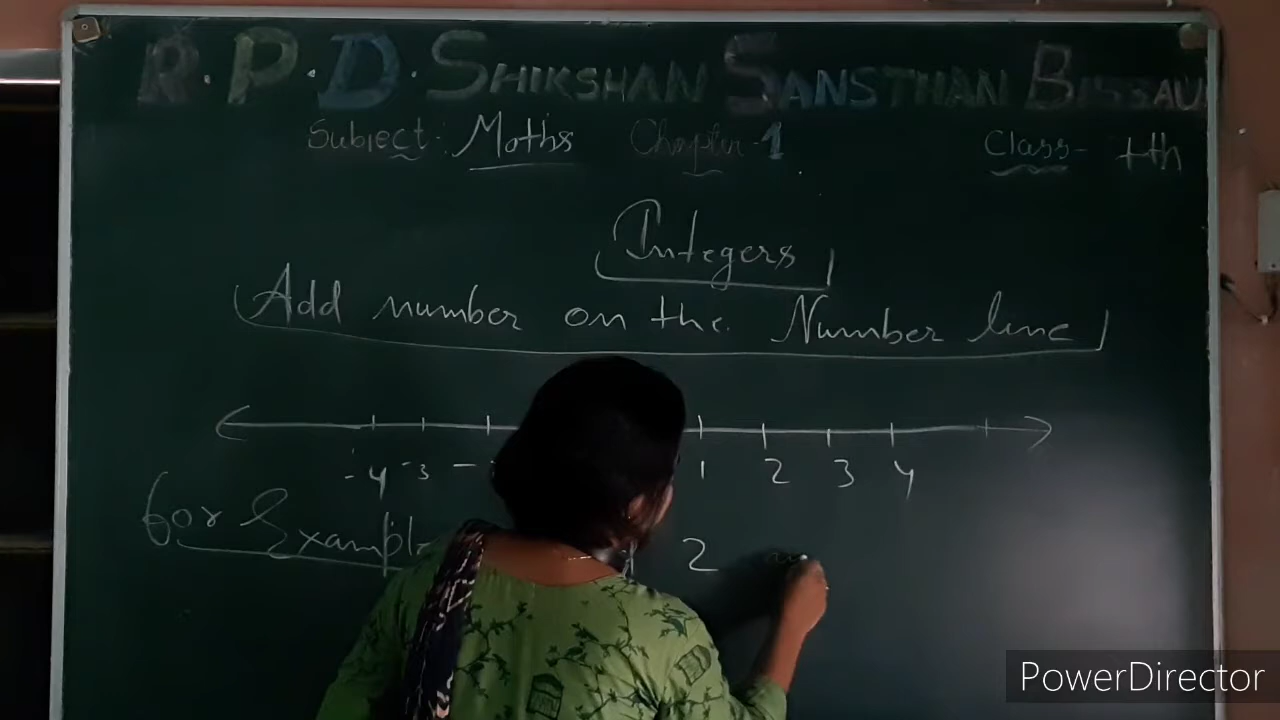 R.P.D. SHIKSHAN SANSTHAN BISSAU
Subject:- Maths Chapter-1 Class- 7th
Integers
Add number on the Number line
-4 -3 - 1 2 3 4
for Example 2
PowerDirector